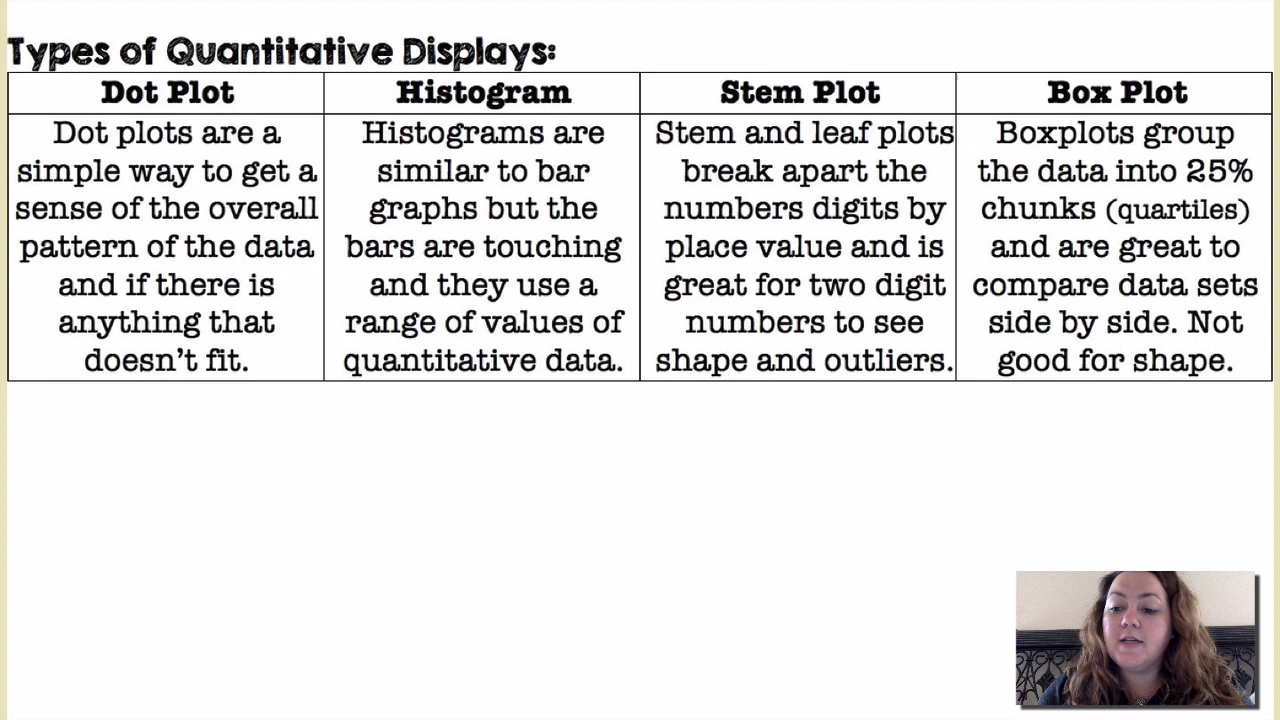 Types of Quantitative Displays:
Dot Plot
Dot plots are a
simple way to get a
sense of the overall
pattern of the data
and if there is
anything that
doesn't fit.
Histogram
Histograms are
similar to bar
graphs but the
bars are touching
and they use a
range of values of
quantitative data.
Stem Plot
Stem and leaf plots
break apart the
numbers digits by
place value and is
great for two digit
numbers to see
shape and outliers.
Box Plot
Boxplots group
the data into 25%
chunks (quartiles)
and are great to
compare data sets
side by side. Not
good for shape.